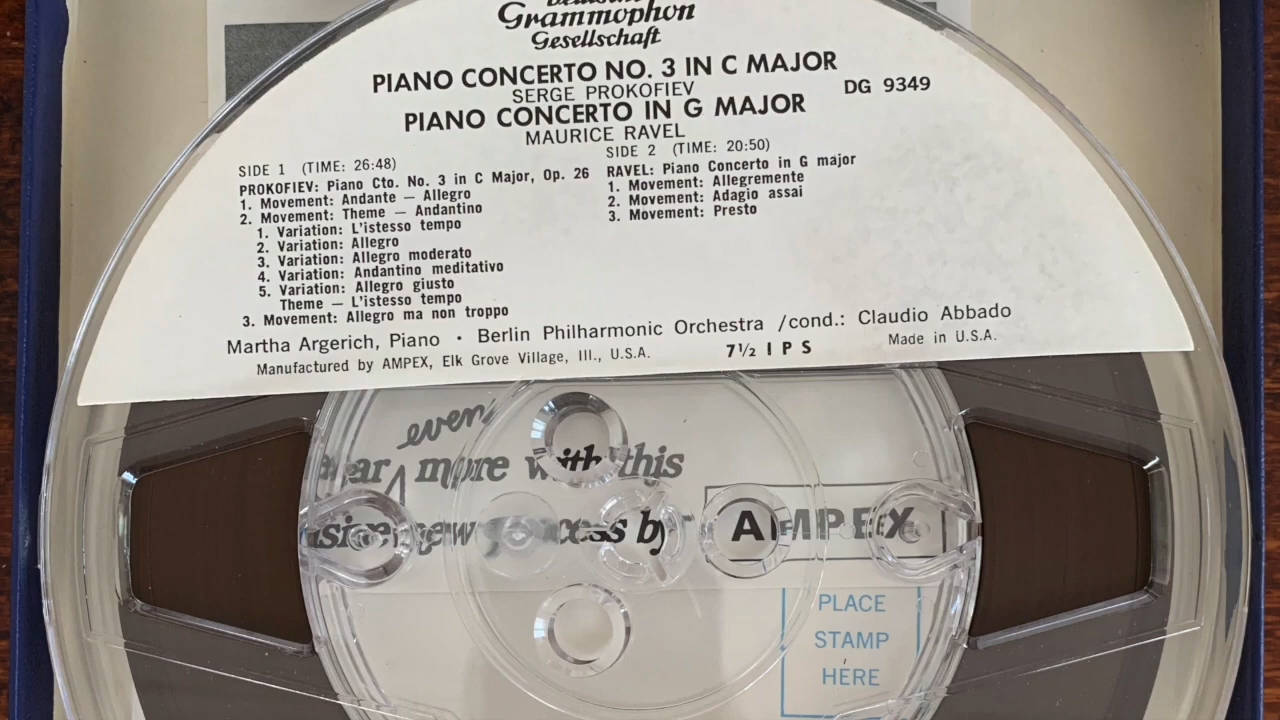 Deutsche
Grammophon
Gesellschaft
PIANO CONCERTO NO. 3 IN C MAJOR
SERGE PROKOFIEV
DG 9349
PIANO CONCERTO IN G MAJOR
MAURICE RAVEL
SIDE 1 (TIME: 26:48)
PROKOFIEV: Piano Cto. No. 3 in C Major, Op. 26
1. Movement: Andante — Allegro
2. Movement: Theme — Andantino
1. Variation: L'istesso tempo
2. Variation: Allegro
3. Variation: Allegro moderato
4. Variation: Andantino meditativo
5. Variation: Allegro giusto
Theme — L'istesso tempo
3. Movement: Allegro ma non troppo
SIDE 2 (TIME: 20:50)
RAVEL: Piano Concerto in G major
1. Movement: Allegremente
2. Movement: Adagio assai
3. Movement: Presto
Martha Argerich, Piano · Berlin Philharmonic Orchestra /cond.: Claudio Abbado
Manufactured by AMPEX, Elk Grove Village, Ill., U.S.A.
7½ IPS
Made in U.S.A.
even
more with this
new process by AMPEX
PLACE
STAMP
HERE